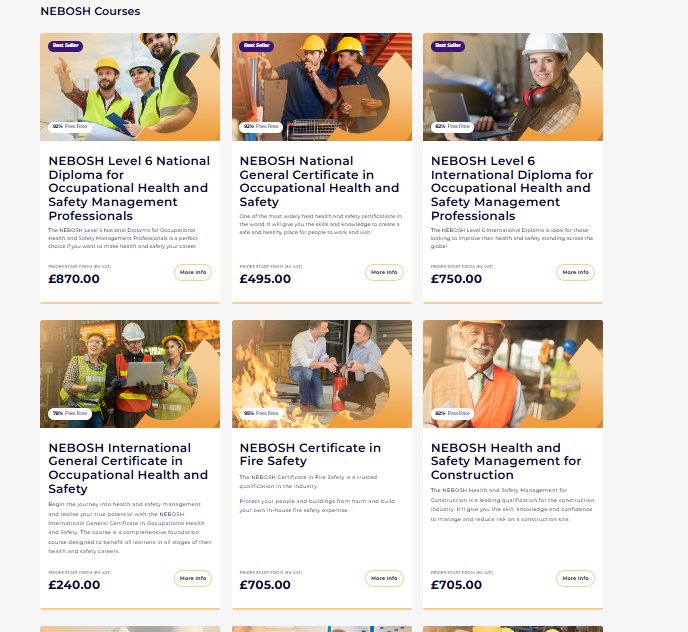 NEBOSH Courses
Best Seller
92% Pass Rate
NEBOSH Level 6 National
Diploma for
Occupational Health and
Safety Management
Professionals
The NEBOSH Level 6 National Diploma for Occupational
Health and Safety Management Professionals is a perfect
choice if you want to make health and safety your career.
PRICES START FROM (EX VAT)
£870.00
More Info
Best Seller
92% Pass Rate
NEBOSH National
General Certificate in
Occupational Health and
Safety
One of the most widely held health and safety certifications in
the world. It will give you the skills and knowledge to create a
safe and healthy place for people to work and visit.
PRICES START FROM (EX VAT)
£495.00
More Info
Best Seller
82% Pass Rate
NEBOSH Level 6
International Diploma for
Occupational Health and
Safety Management
Professionals
The NEBOSH Level 6 International Diploma is ideal for those
looking to improve their health and safety standing across the
globe!
PRICES START FROM (EX VAT)
£750.00
More Info
78% Pass Rate
NEBOSH International
General Certificate in
Occupational Health and
Safety
Begin the journey into health and safety management
and realise your true potential with the NEBOSH
International General Certificate in Occupational Health
and Safety. The course is a comprehensive foundation
course designed to benefit all learners in all stages of their
health and safety careers.
PRICES START FROM (EX VAT)
£240.00
More Info
95% Pass Rate
NEBOSH Certificate in
Fire Safety
The NEBOSH Certificate in Fire Safety is a trusted
qualification in the industry.
Protect your people and buildings from harm and build
your own in-house fire safety expertise.
PRICES START FROM (EX VAT)
£705.00
More Info
82% Pass Rate
NEBOSH Health and
Safety Management for
Construction
The NEBOSH Health and Safety Management for
Construction is a leading qualification for the construction
industry. It'll give you the skill, knowledge and confidence
to manage and reduce risk on a construction site.
PRICES START FROM (EX VAT)
£705.00
More Info